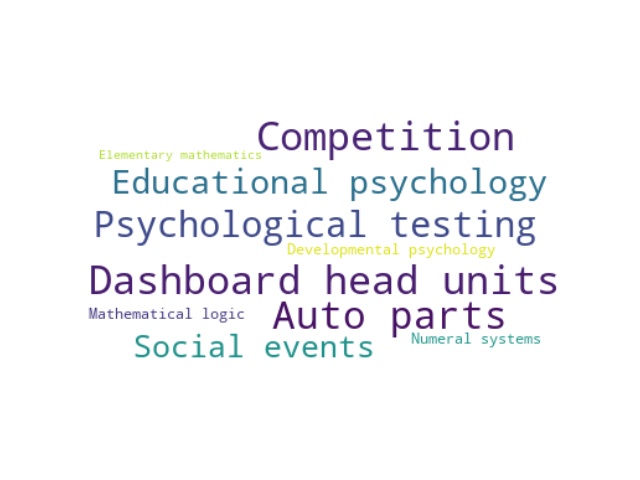 Competition
Elementary mathematics
Educational psychology
Psychological testing
Developmental psychology
Dashboard head units
Mathematical logic
Auto parts
Numeral systems
Social events